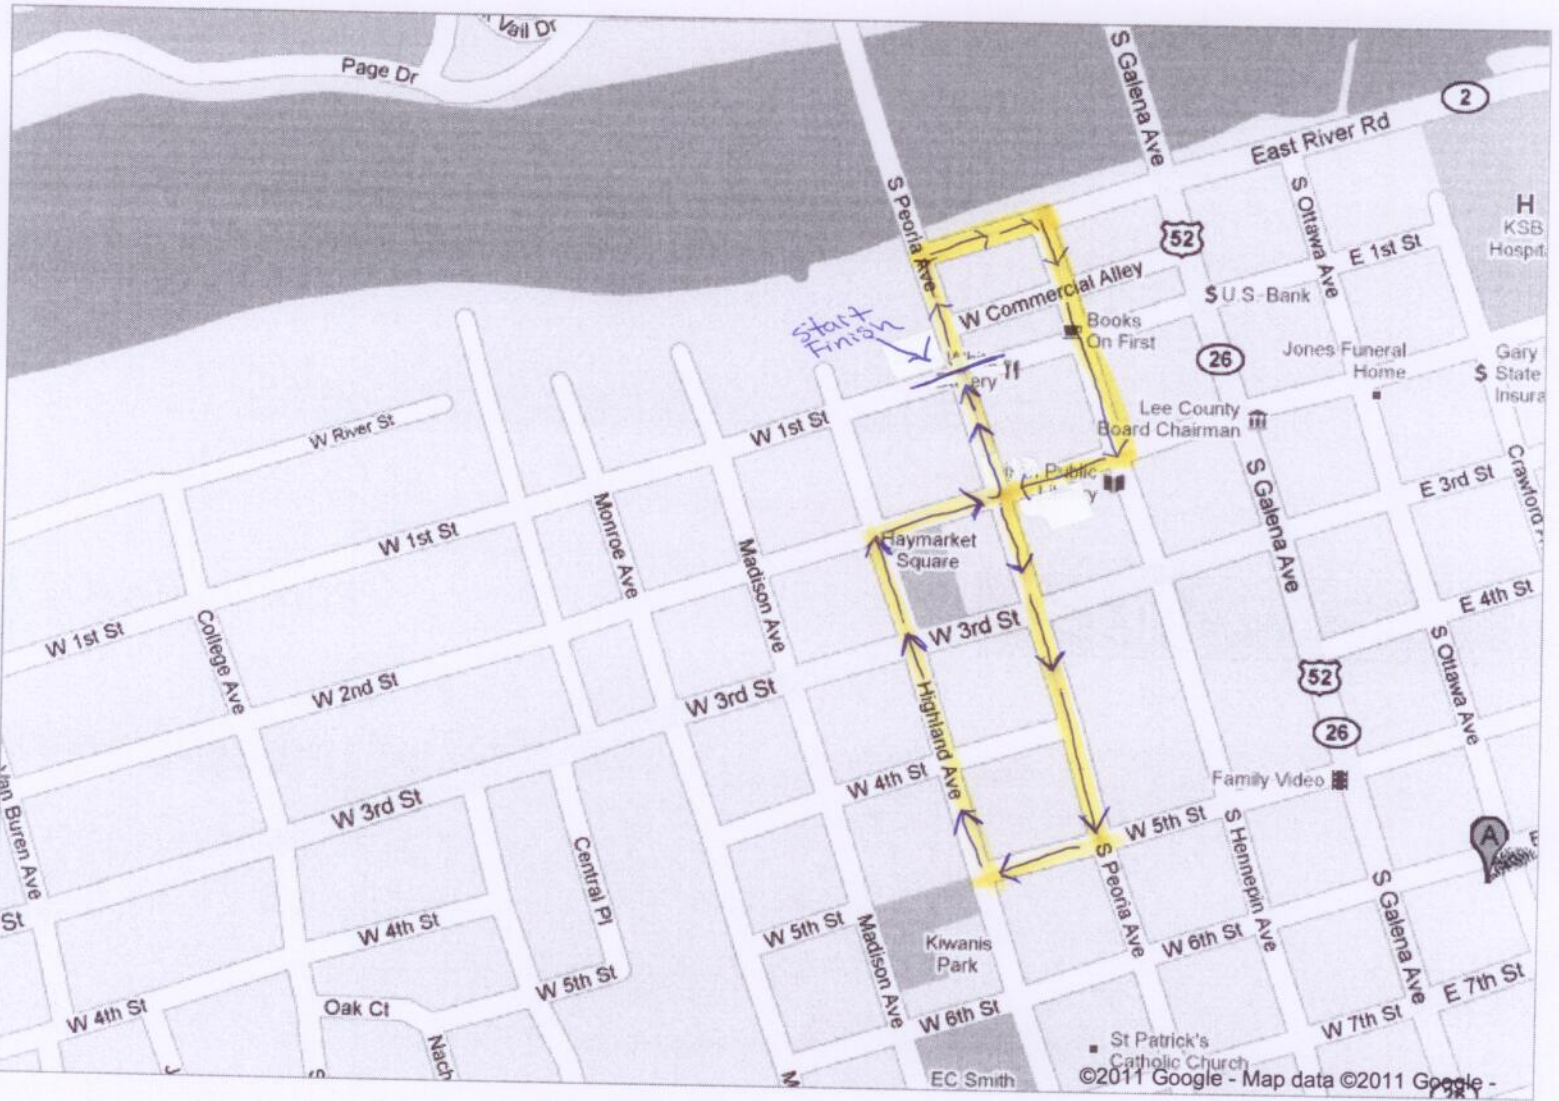 Vail Dr
Page Dr
S Galena Ave
2
East River Rd
S Peoria Ave
S Ottawa Ave
H
KSB
52
E 1st St
W Commercial Alley
$ U.S. Bank
Start
Finish
Books
On First
26
Jones Funeral
Home
Gary
$ State
Lee County
Board Chairman
W River St
W 1st St
Public
E 3rd St
S Galena Ave
Monroe Ave
W 1st St
Madison Ave
Haymarket
Square
E 4th St
W 1st St
College Ave
W 3rd St
S Ottawa Ave
W 2nd St
W 3rd St
52
Highland Ave
26
W 4th St
Family Video
W 3rd St
W 5th St
S Hennepin Ave
A
Van Buren Ave
Central Pl
S Peoria Ave
S Galena Ave
St
W 4th St
W 5th St
Madison Ave
Kiwanis
Park
W 6th St
W 5th St
E 7th St
W 4th St
Oak Ct
W 6th St
W 7th St
St Patrick's
Catholic Church
EC Smith
©2011 Google - Map data ©2011 Google -